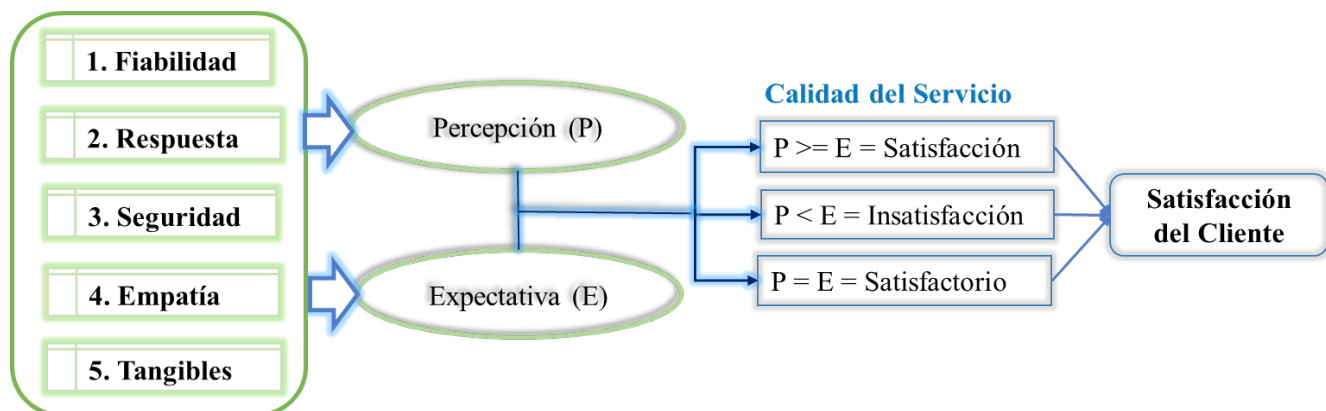 1. Fiabilidad
2. Respuesta
3. Seguridad
4. Empatía
5. Tangibles
Percepción (P)
Expectativa (E)
Calidad del Servicio
P >= E = Satisfacción
P < E = Insatisfacción
P = E = Satisfactorio
Satisfacción
del Cliente